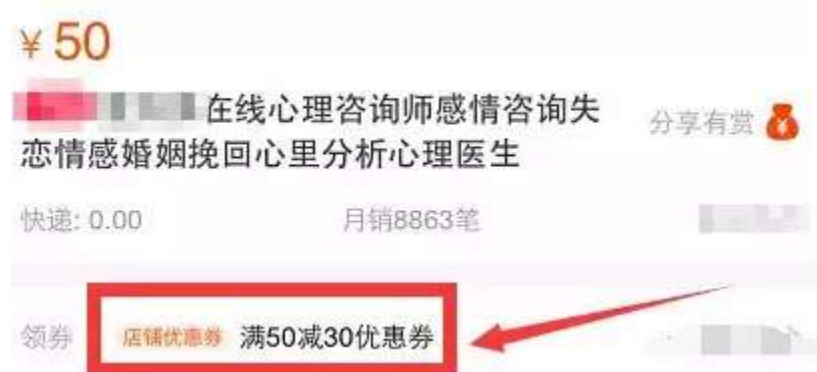 ¥50
在线心理咨询师感情咨询失
恋情感婚姻挽回心里分析心理医生
分享有赏
快递: 0.00 月销8863笔
领券 店铺优惠券 满50减30优惠券